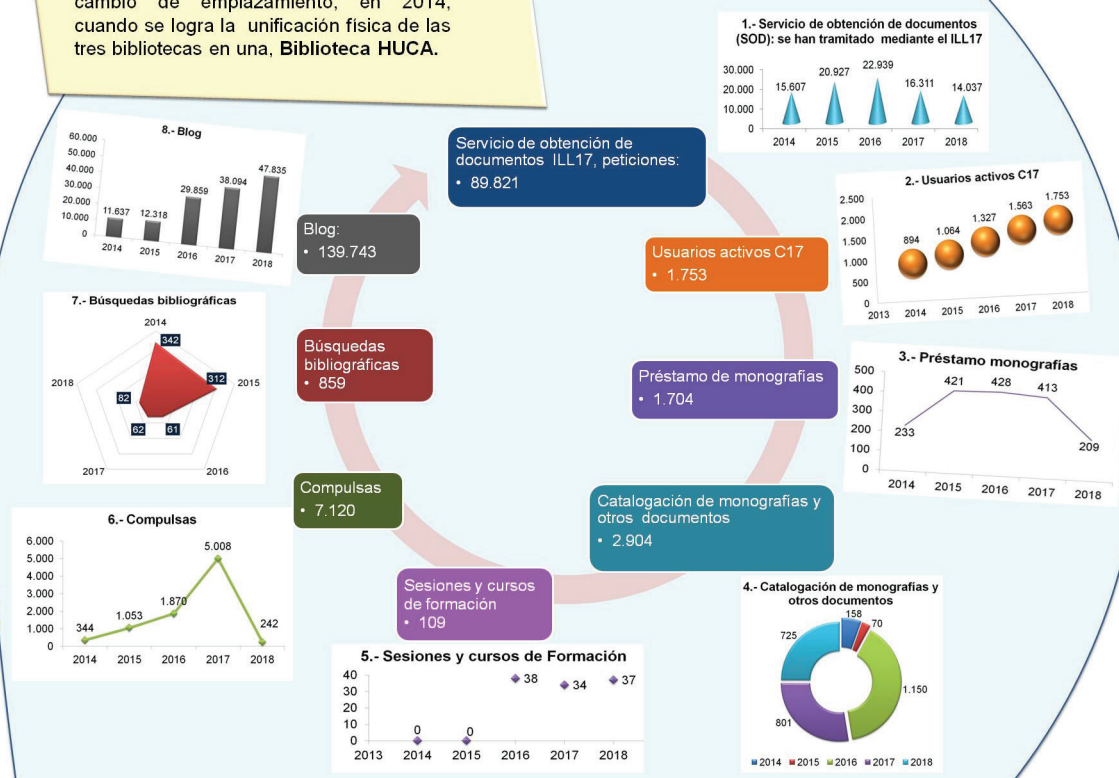 cambio de emplazamiento, en 2014,
cuando se logra la unificación física de las
tres bibliotecas en una, Biblioteca HUCA.
1.- Servicio de obtención de documentos
(SOD): se han tramitado mediante el ILL17
30.000
20.000
10.000
0
15.607
20.927
22.939
16.311
14.037
2014 2015 2016 2017 2018
Servicio de obtención de
documentos ILL17, peticiones:
• 89.821
2.- Usuarios activos C17
2.500
2.000
1.500
1.000
500
0
894
1.064
1.327
1.563
1.753
2013 2014 2015 2016 2017 2018
Usuarios activos C17
• 1.753
3.- Préstamo monografías
500
400
300
200
100
0
233
421
428
413
209
2014 2015 2016 2017 2018
Préstamo de monografías
• 1.704
Catalogación de monografías y
otros documentos
• 2.904
4.- Catalogación de monografías y
otros documentos
158
70
1.150
801
725
2014 2015 2016 2017 2018
Sesiones y cursos
de formación
• 109
5.- Sesiones y cursos de Formación
40
30
20
10
0
0
0
38
34
37
2013 2014 2015 2016 2017 2018
Compulsas
• 7.120
6.- Compulsas
6.000
5.000
4.000
3.000
2.000
1.000
0
344
1.053
1.870
5.008
242
2014 2015 2016 2017 2018
Búsquedas
bibliográficas
• 859
7.- Búsquedas bibliográficas
2014
342
2015
312
2016
61
2017
62
2018
82
Blog:
• 139.743
8.- Blog
60.000
50.000
40.000
30.000
20.000
10.000
0
11.637
12.318
29.859
38.094
47.835
2014 2015 2016 2017 2018